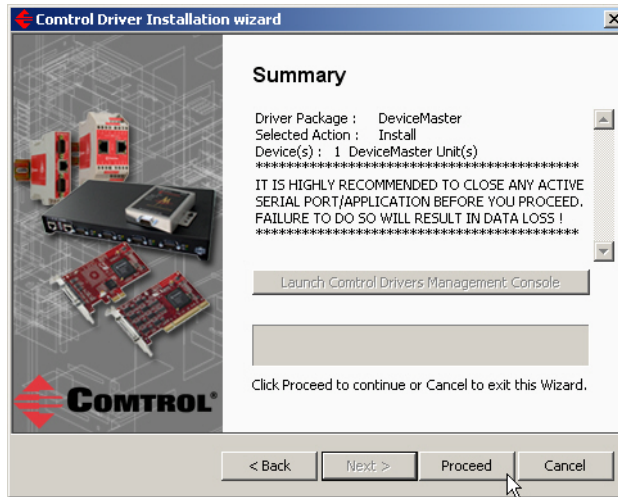 Comtrol Driver Installation wizard
Summary
Driver Package : DeviceMaster
Selected Action : Install
Device(s) : 1 DeviceMaster Unit(s)
*******************************************************
IT IS HIGHLY RECOMMENDED TO CLOSE ANY ACTIVE
SERIAL PORT/APPLICATION BEFORE YOU PROCEED.
FAILURE TO DO SO WILL RESULT IN DATA LOSS !
*******************************************************
Launch Comtrol Drivers Management Console
Click Proceed to continue or Cancel to exit this Wizard.
COMTROL®
< Back
Next >
Proceed
Cancel